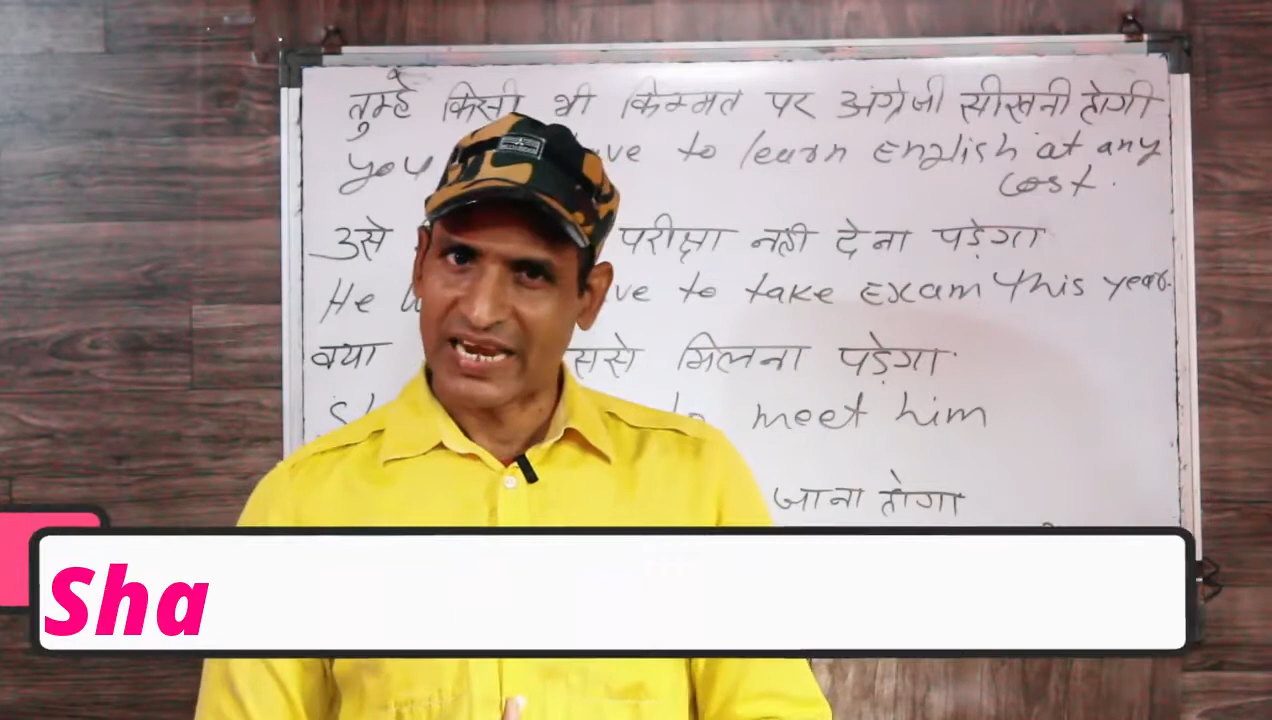 तुम्हें किसी भी किम्मत पर अंग्रेजी सीखनी होगी
you ve to learn English at any
cost.
उसे परीक्षा नही देना पड़ेगा
He ve to take Exam this year.
क्या ससे मिलना पड़ेगा
to meet him
जाना होगा
Sha